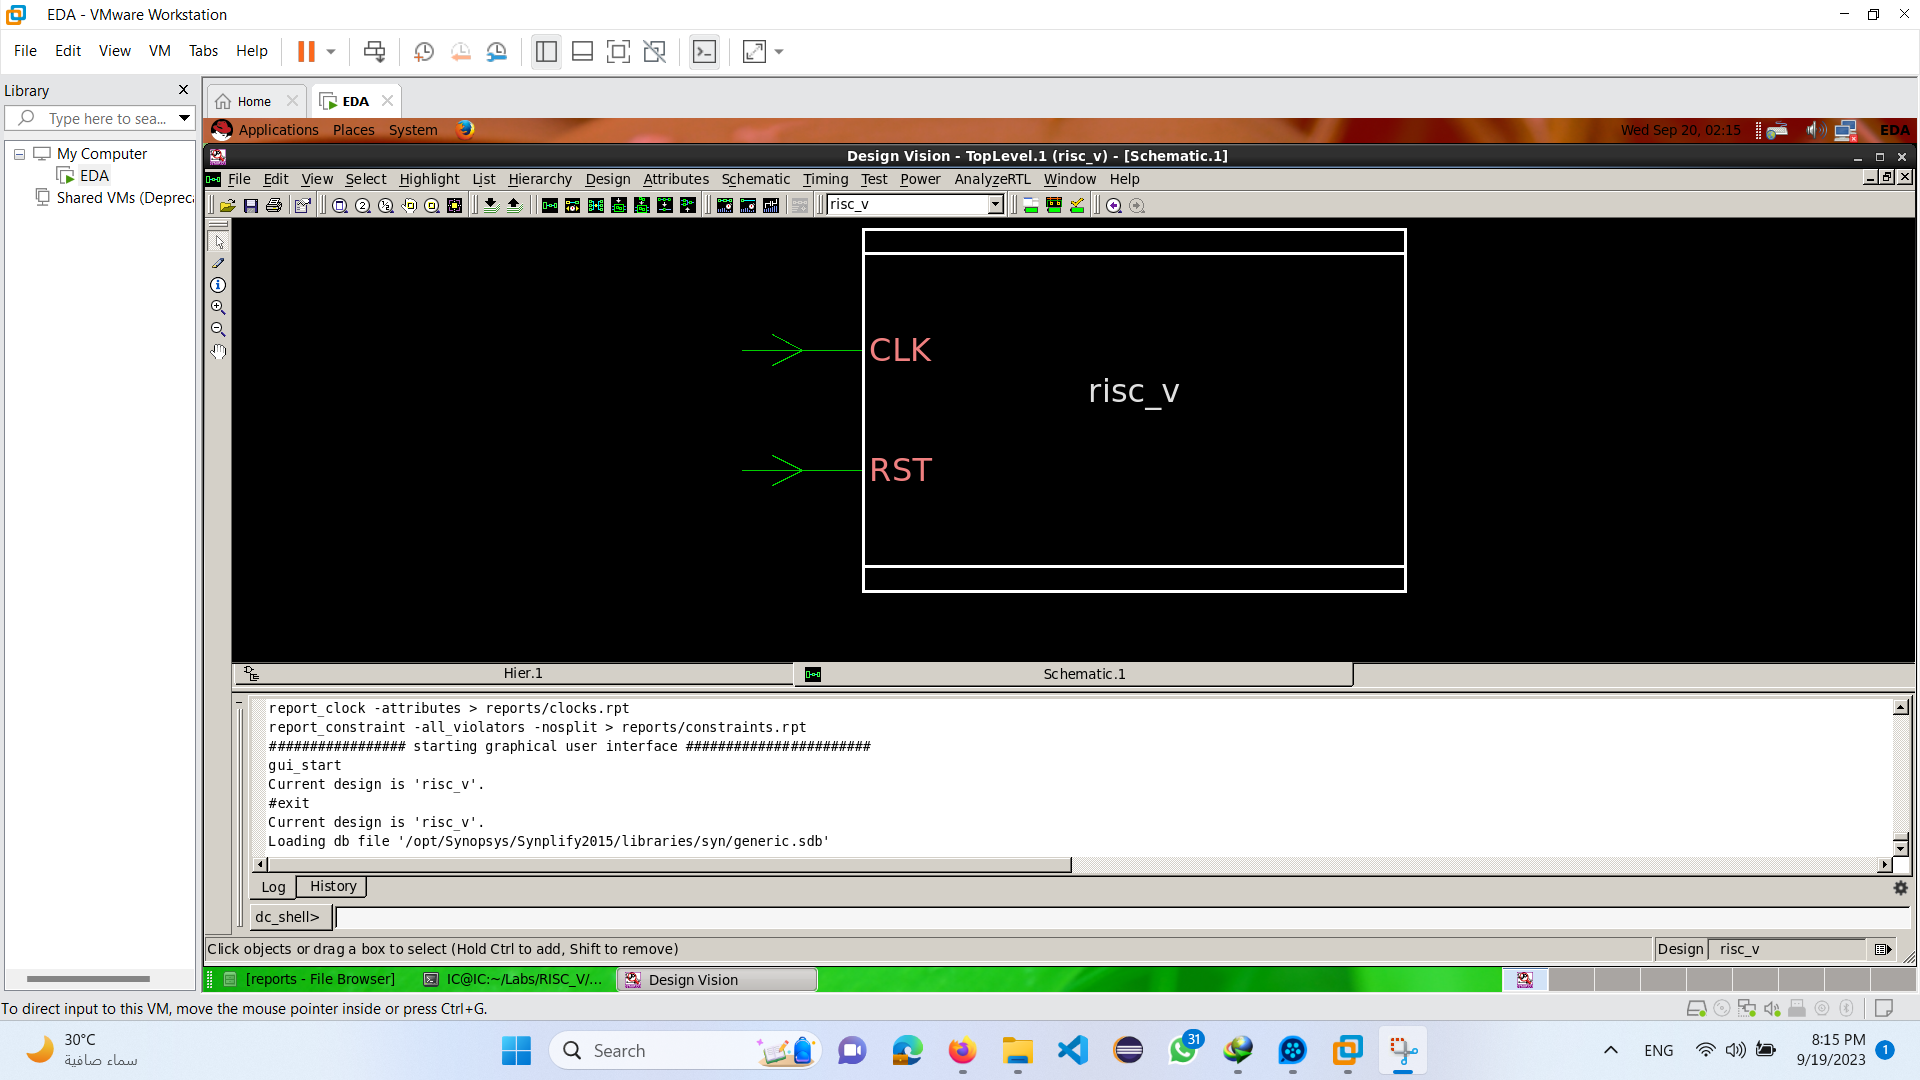 EDA - VMware Workstation
File Edit View VM Tabs Help
Library
Type here to sea...
My Computer
EDA
Shared VMs (Depreca
Home
EDA
Applications Places System
Wed Sep 20, 02:15
EDA
Design Vision - TopLevel.1 (risc_v) - [Schematic.1]
File Edit View Select Highlight List Hierarchy Design Attributes Schematic Timing Test Power AnalyzeRTL Window Help
risc_v
CLK
risc_v
RST
Hier.1
Schematic.1
report_clock -attributes > reports/clocks.rpt
report_constraint -all_violators -nosplit > reports/constraints.rpt
################# starting graphical user interface #######################
gui_start
Current design is 'risc_v'.
#exit
Current design is 'risc_v'.
Loading db file '/opt/Synopsys/Synplify2015/libraries/syn/generic.sdb'
Log History
dc_shell>
Click objects or drag a box to select (Hold Ctrl to add, Shift to remove)
Design risc_v
[reports - File Browser]
IC@IC:~/Labs/RISC_V/...
Design Vision
To direct input to this VM, move the mouse pointer inside or press Ctrl+G.
30°C
سماء صافية
Search
31
ENG
8:15 PM
9/19/2023
1